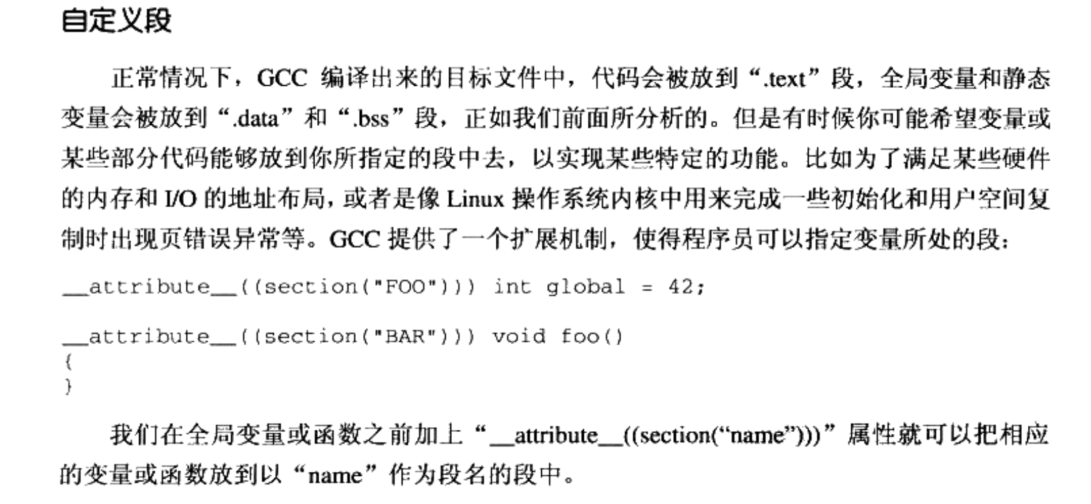 自定义段
正常情况下，GCC 编译出来的目标文件中，代码会被放到“.text”段，全局变量和静态
变量会被放到“.data”和“.bss”段，正如我们前面所分析的。但是有时候你可能希望变量或
某些部分代码能够放到你所指定的段中去，以实现某些特定的功能。比如为了满足某些硬件
的内存和 I/O 的地址布局，或者是像 Linux 操作系统内核中用来完成一些初始化和用户空间复
制时出现页错误异常等。GCC 提供了一个扩展机制，使得程序员可以指定变量所处的段：
__attribute__((section("FOO"))) int global = 42;
__attribute__((section("BAR"))) void foo()
{
}
我们在全局变量或函数之前加上“__attribute__((section(“name”)))”属性就可以把相应
的变量或函数放到以“name”作为段名的段中。